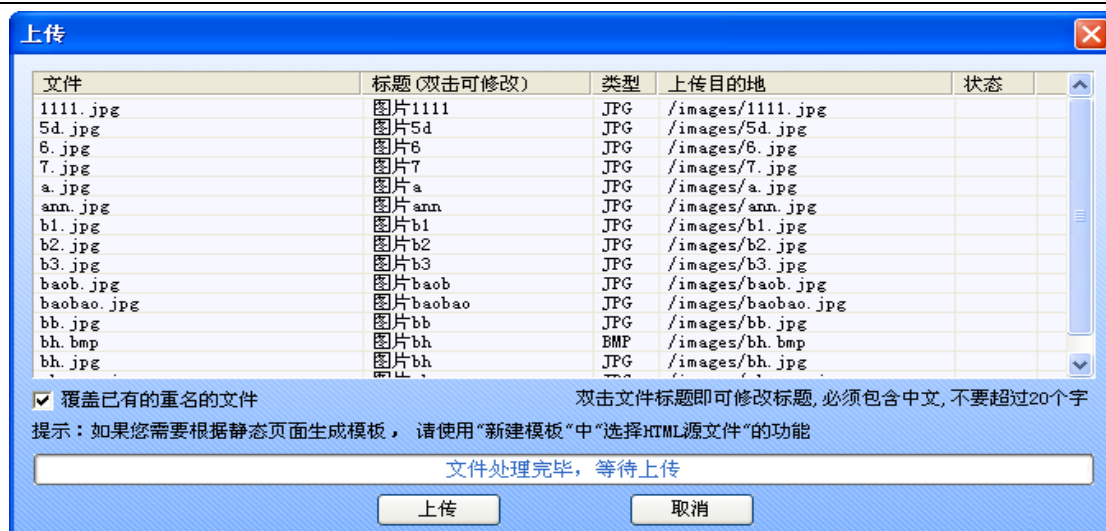 上传
文件 标题(双击可修改) 类型 上传目的地 状态
1111.jpg 图片1111 JPG /images/1111.jpg
5d.jpg 图片5d JPG /images/5d.jpg
6.jpg 图片6 JPG /images/6.jpg
7.jpg 图片7 JPG /images/7.jpg
a.jpg 图片a JPG /images/a.jpg
ann.jpg 图片ann JPG /images/ann.jpg
b1.jpg 图片b1 JPG /images/b1.jpg
b2.jpg 图片b2 JPG /images/b2.jpg
b3.jpg 图片b3 JPG /images/b3.jpg
baob.jpg 图片baob JPG /images/baob.jpg
baobao.jpg 图片baobao JPG /images/baobao.jpg
bb.jpg 图片bb JPG /images/bb.jpg
bh.bmp 图片bh BMP /images/bh.bmp
bh.jpg 图片bh JPG /images/bh.jpg
覆盖已有的重名的文件 双击文件标题即可修改标题,必须包含中文,不要超过20个字
提示：如果您需要根据静态页面生成模板， 请使用"新建模板"中"选择HTML源文件"的功能
文件处理完毕，等待上传
上传 取消